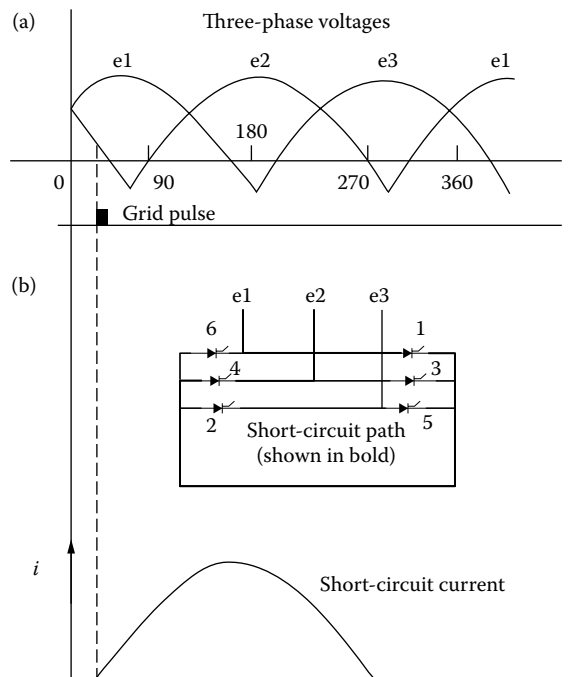 (a)
Three-phase voltages
e1 e2 e3 e1
180
0 90 270 360
Grid pulse
(b)
e1 e2 e3
6 1
4 3
2 5
Short-circuit path
(shown in bold)
i
Short-circuit current